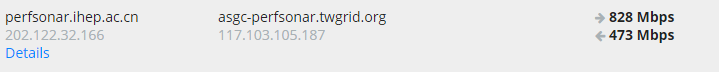 perfsonar.ihep.ac.cn asgc-perfsonar.twgrid.org → 828 Mbps
202.122.32.166 117.103.105.187 ← 473 Mbps
Details